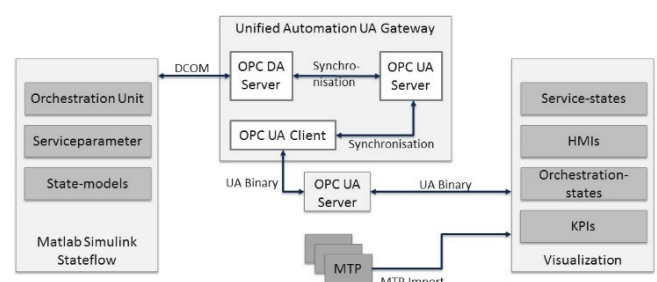 Unified Automation UA Gateway
DCOM
OPC DA
Server
Synchro-
nisation
OPC UA
Server
Orchestration Unit
Serviceparameter
State-models
Matlab Simulink
Stateflow
OPC UA Client
Synchronisation
UA Binary
OPC UA
Server
UA Binary
Service-states
HMIs
Orchestration-
states
KPIs
Visualization
MTP
MTP Import